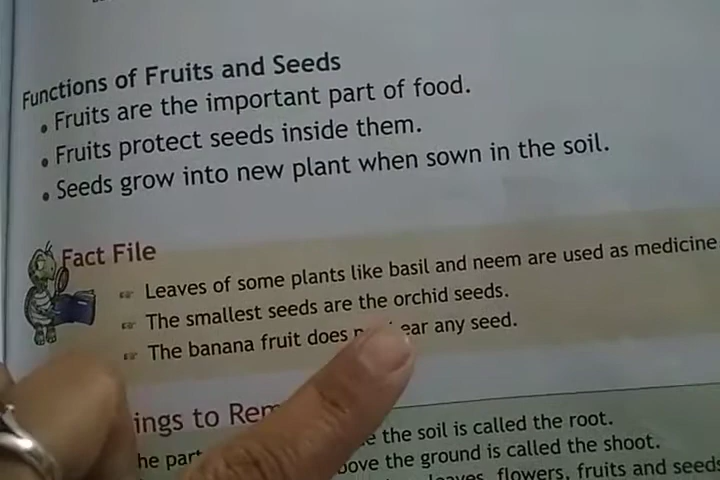 Functions of Fruits and Seeds
• Fruits are the important part of food.
• Fruits protect seeds inside them.
• Seeds grow into new plant when sown in the soil.
Fact File
☞ Leaves of some plants like basil and neem are used as medicine
☞ The smallest seeds are the orchid seeds.
☞ The banana fruit does any seed.
ings to Rem
he part the soil is called the root.
bove the ground is called the shoot.
leaves, flowers, fruits and seeds